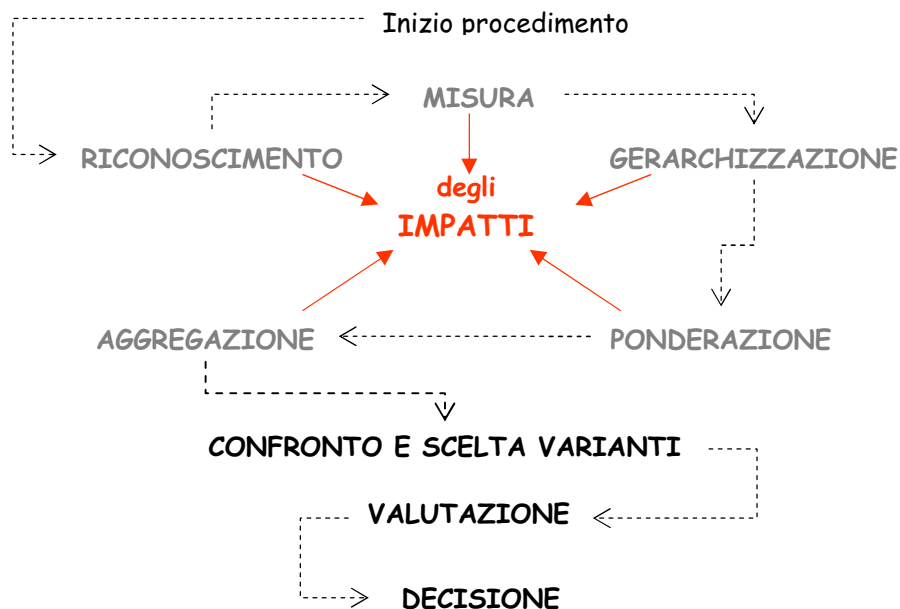 Inizio procedimento
MISURA
RICONOSCIMENTO
GERARCHIZZAZIONE
degli
IMPATTI
AGGREGAZIONE
PONDERAZIONE
CONFRONTO E SCELTA VARIANTI
VALUTAZIONE
DECISIONE